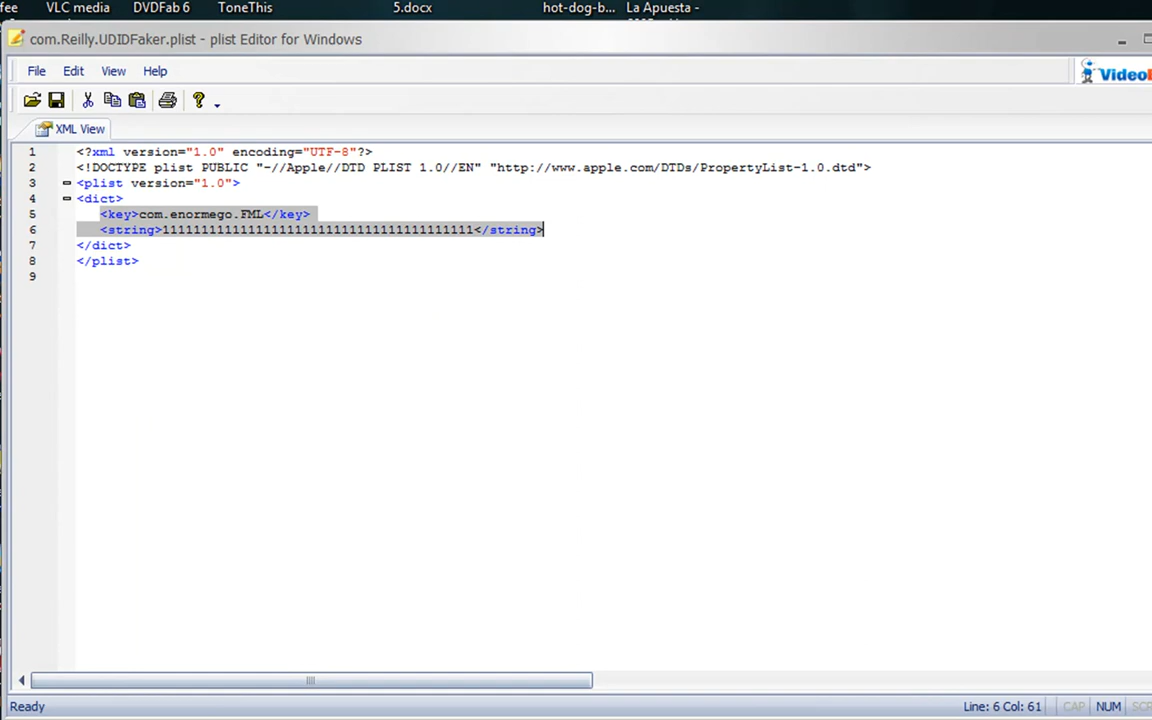 fee VLC media DVDFab 6 ToneThis 5.docx hot-dog-b... La Apuesta -
com.Reilly.UDIDFaker.plist - plist Editor for Windows
File Edit View Help
VideoE
XML View
1 <?xml version="1.0" encoding="UTF-8"?>
2 <!DOCTYPE plist PUBLIC "-//Apple//DTD PLIST 1.0//EN" "http://www.apple.com/DTDs/PropertyList-1.0.dtd">
3 <plist version="1.0">
4 <dict>
5 <key>com.enormego.FML</key>
6 <string>1111111111111111111111111111111111111111</string>
7 </dict>
8 </plist>
9
Ready Line: 6 Col: 61 CAP NUM SCR